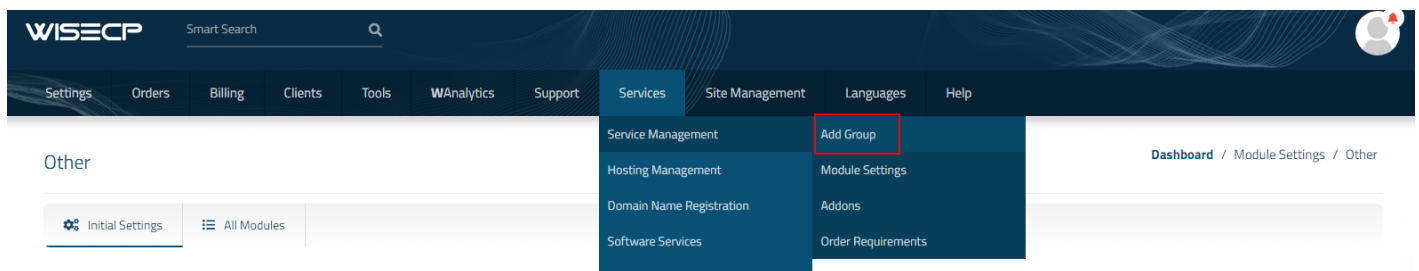 WISECP Smart Search
Settings Orders Billing Clients Tools WAnalytics Support Services Site Management Languages Help
Service Management Add Group
Other Dashboard / Module Settings / Other
Hosting Management Module Settings
Domain Name Registration Addons
Initial Settings All Modules
Software Services Order Requirements